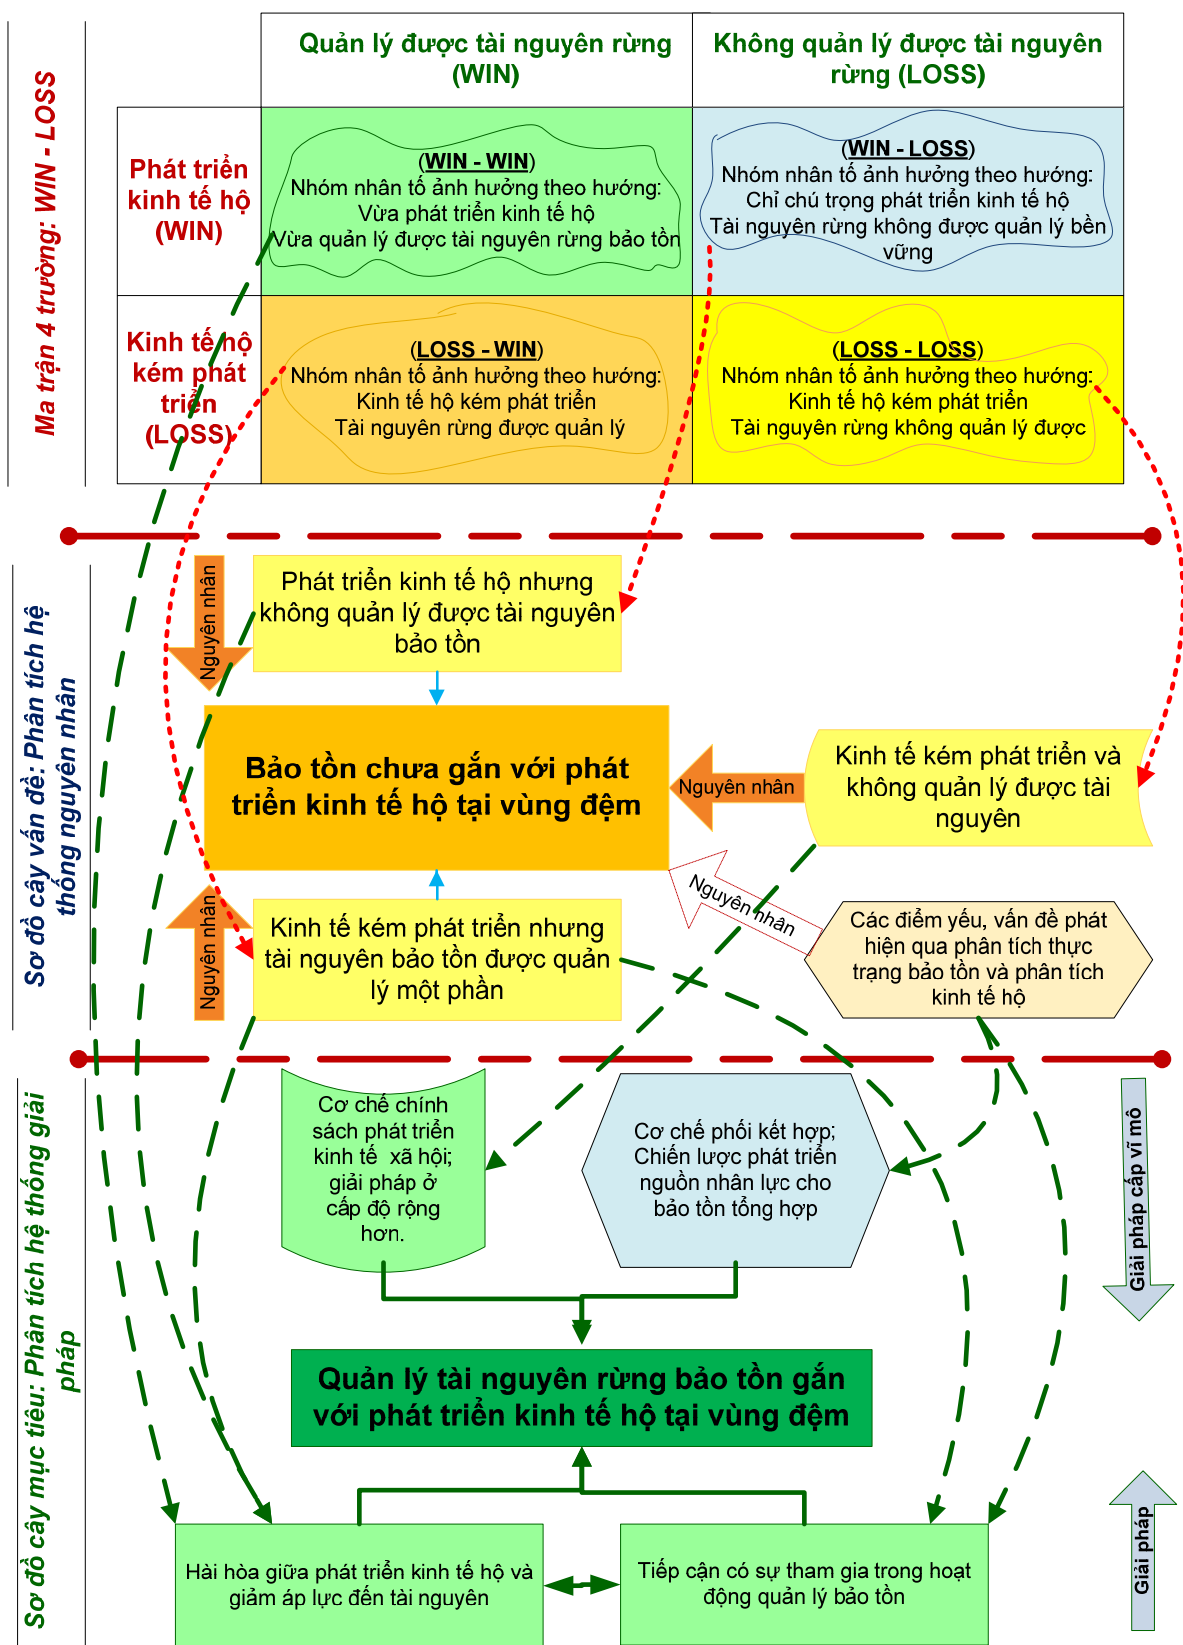 Ma trận 4 trường: WIN - LOSS
Quản lý được tài nguyên rừng
(WIN)
Không quản lý được tài nguyên
rừng (LOSS)
Phát triển
kinh tế hộ
(WIN)
(WIN - WIN)
Nhóm nhân tố ảnh hưởng theo hướng:
Vừa phát triển kinh tế hộ
Vừa quản lý được tài nguyên rừng bảo tồn
(WIN - LOSS)
Nhóm nhân tố ảnh hưởng theo hướng:
Chỉ chú trọng phát triển kinh tế hộ
Tài nguyên rừng không được quản lý bền
vững
Kinh tế hộ
kém phát
triển
(LOSS)
(LOSS - WIN)
Nhóm nhân tố ảnh hưởng theo hướng:
Kinh tế hộ kém phát triển
Tài nguyên rừng được quản lý
(LOSS - LOSS)
Nhóm nhân tố ảnh hưởng theo hướng:
Kinh tế hộ kém phát triển
Tài nguyên rừng không quản lý được
Sơ đồ cây vấn đề: Phân tích hệ
thống nguyên nhân
Nguyên nhân
Phát triển kinh tế hộ nhưng
không quản lý được tài nguyên
bảo tồn
Bảo tồn chưa gắn với phát
triển kinh tế hộ tại vùng đệm
Nguyên nhân
Kinh tế kém phát triển và
không quản lý được tài
nguyên
Nguyên nhân
Kinh tế kém phát triển nhưng
tài nguyên bảo tồn được quản
lý một phần
Nguyên nhân
Các điểm yếu, vấn đề phát
hiện qua phân tích thực
trạng bảo tồn và phân tích
kinh tế hộ
Sơ đồ cây mục tiêu: Phân tích hệ thống giải
pháp
Cơ chế chính
sách phát triển
kinh tế xã hội;
giải pháp ở
cấp độ rộng
hơn.
Cơ chế phối kết hợp;
Chiến lược phát triển
nguồn nhân lực cho
bảo tồn tổng hợp
Giải pháp cấp vĩ mô
Quản lý tài nguyên rừng bảo tồn gắn
với phát triển kinh tế hộ tại vùng đệm
Hài hòa giữa phát triển kinh tế hộ và
giảm áp lực đến tài nguyên
Tiếp cận có sự tham gia trong hoạt
động quản lý bảo tồn
Giải pháp